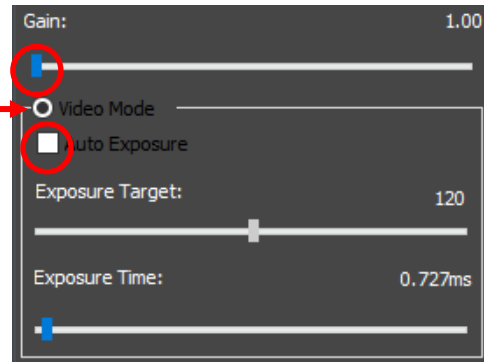 Gain: 1.00
Video Mode
Auto Exposure
Exposure Target: 120
Exposure Time: 0.727ms